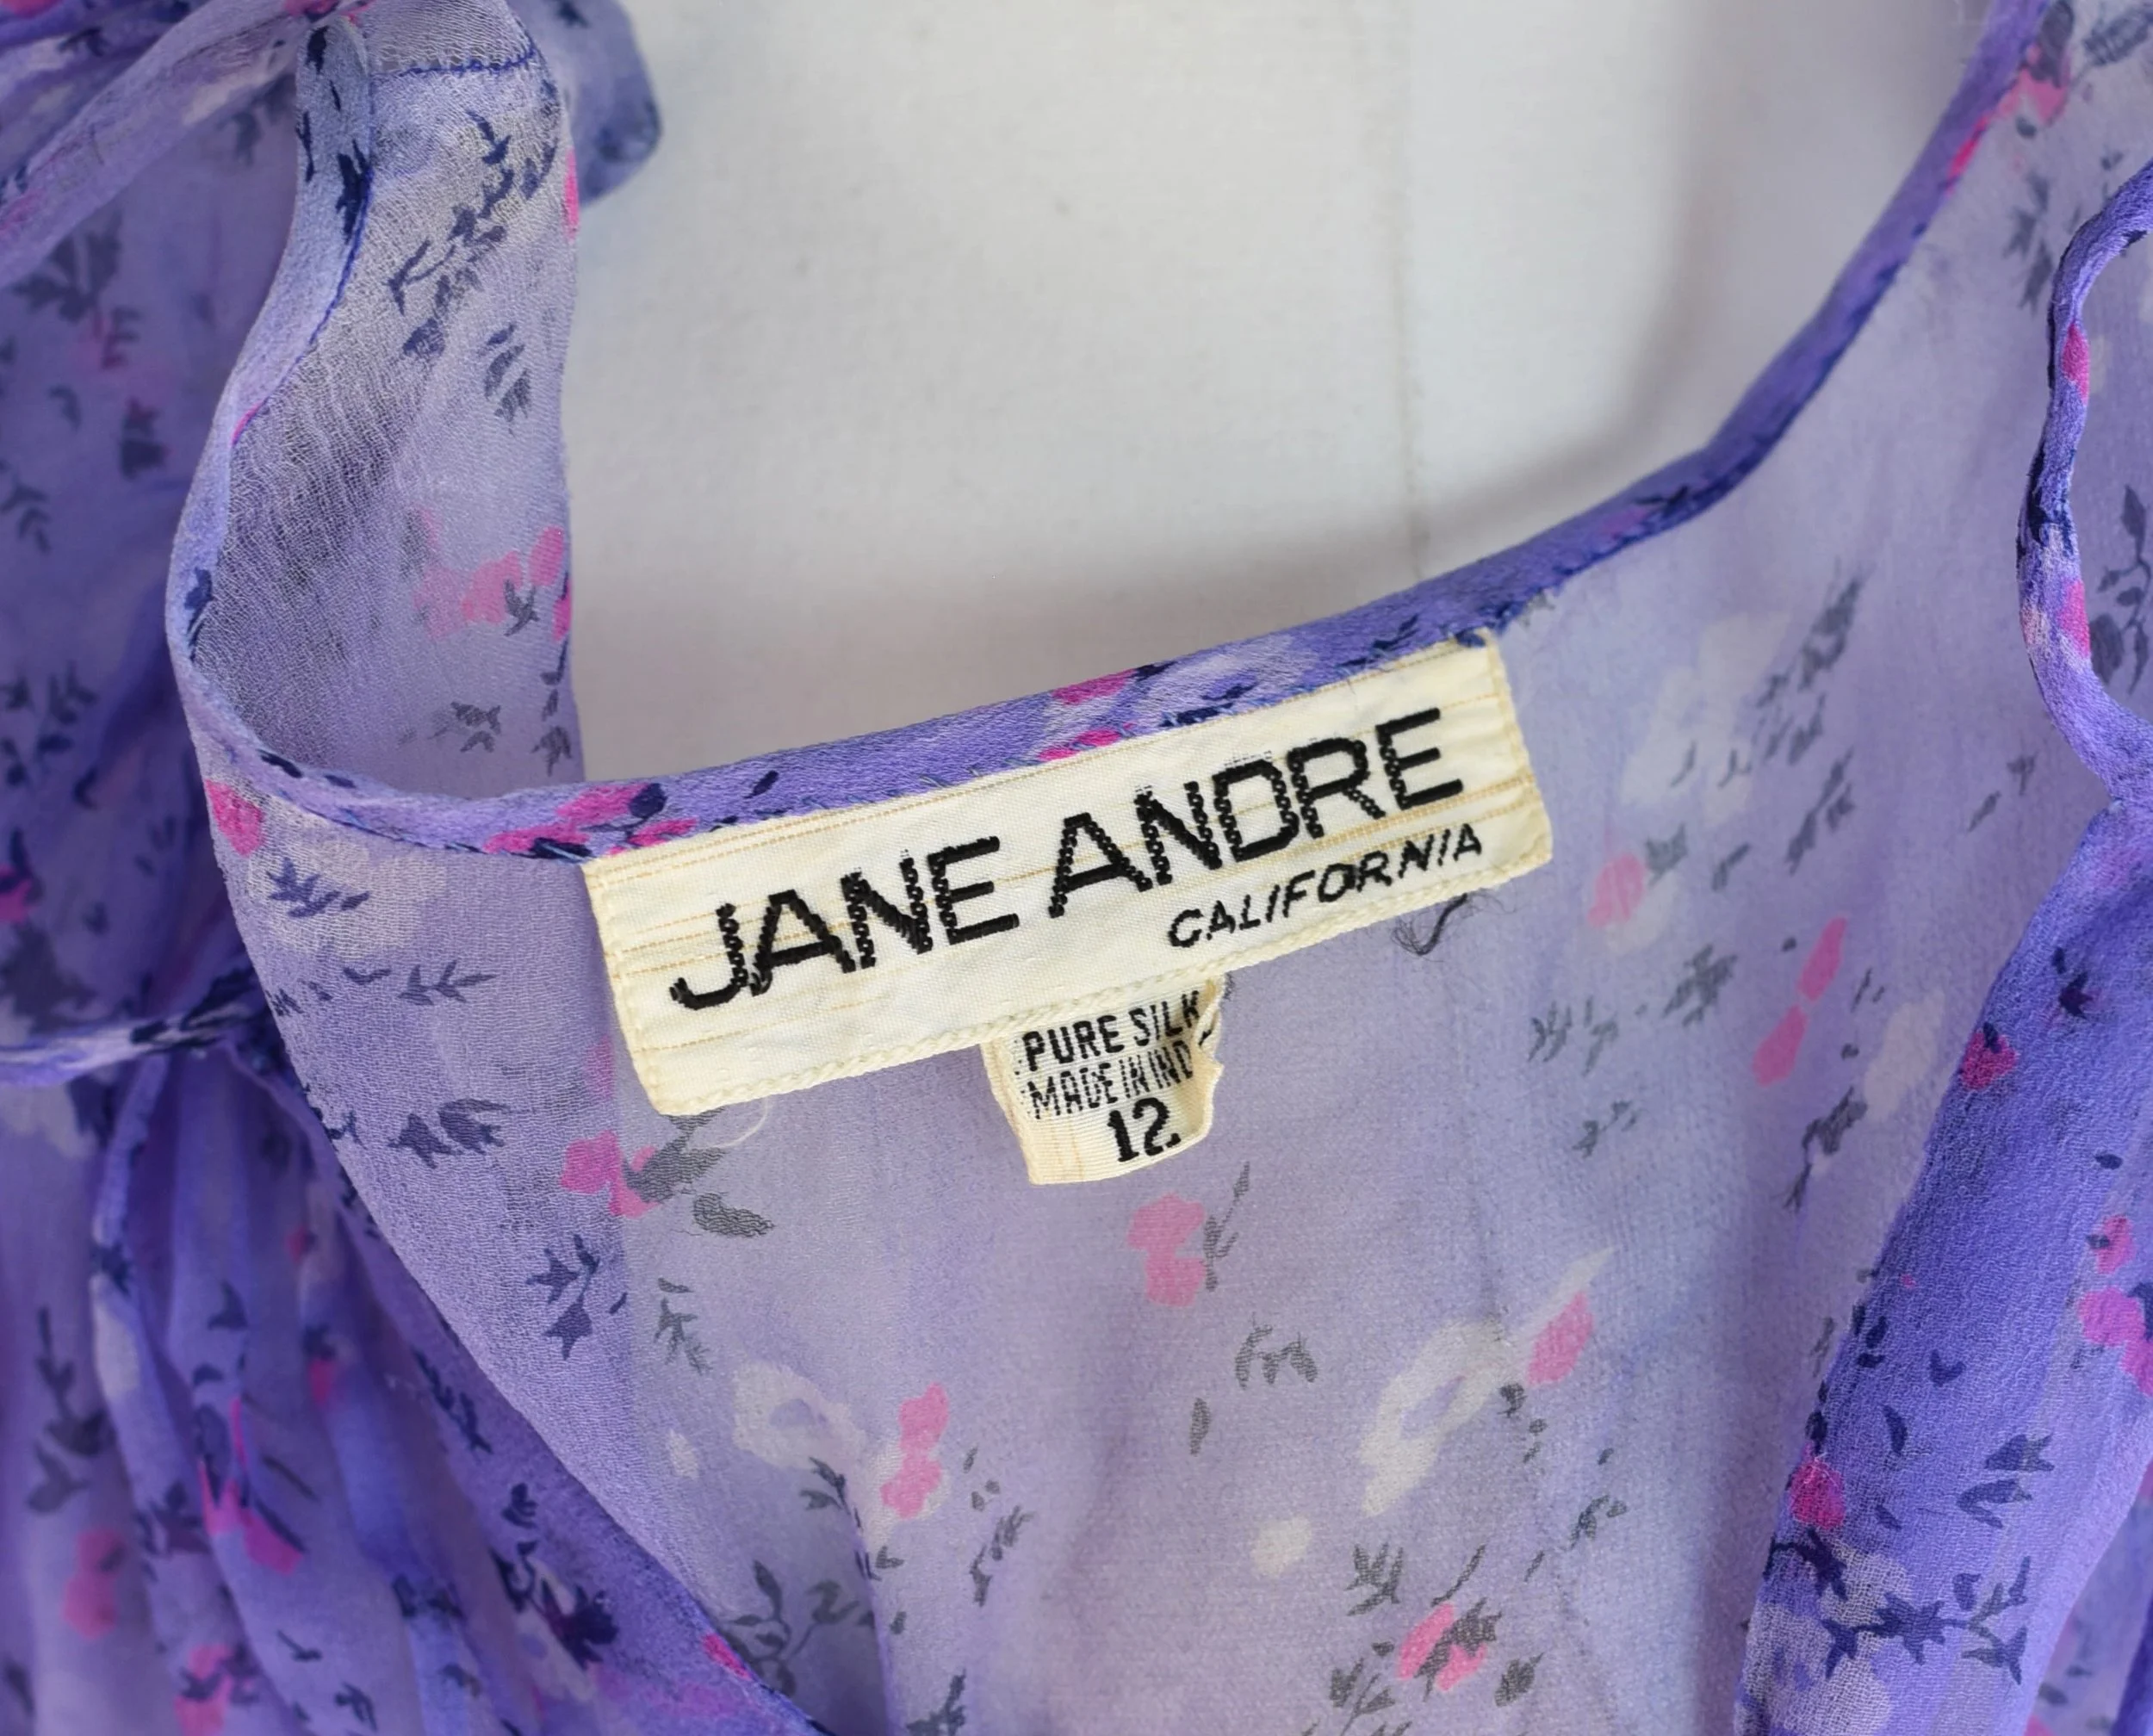 JANE ANDRE
CALIFORNIA
PURE SILK
MADE IN IND
12